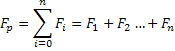 F_p = \sum_{i=0}^{n} F_i = F_1 + F_2 ... + F_n